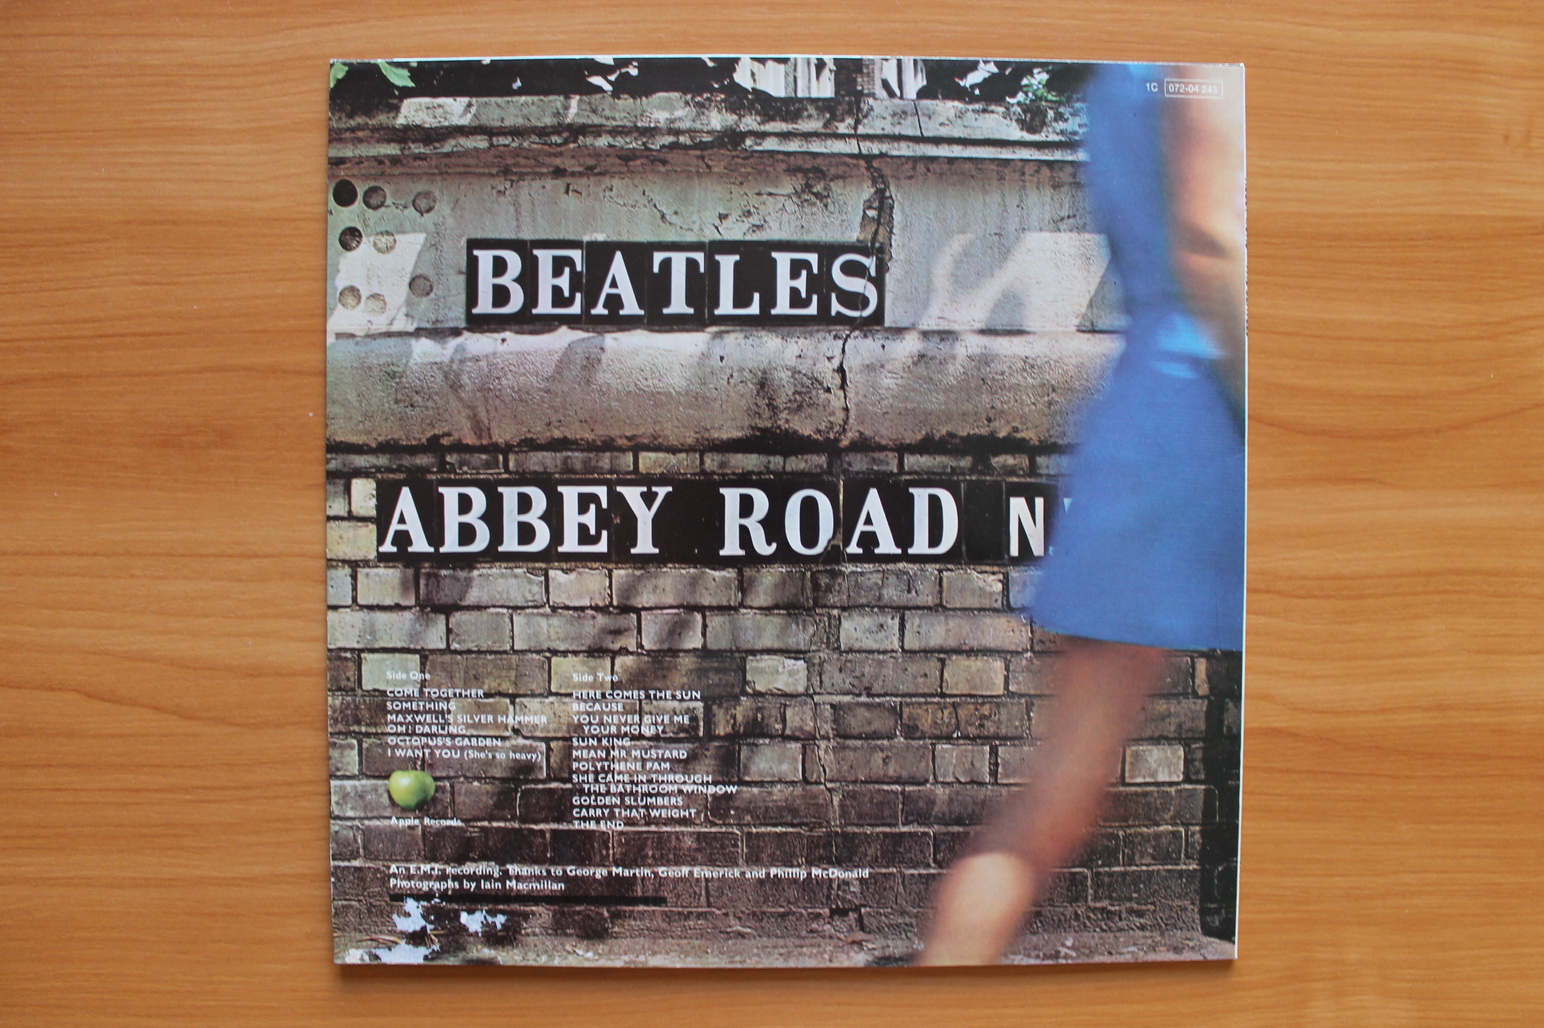 1C 072-04 243
BEATLES
ABBEY ROAD N
Side One
COME TOGETHER
SOMETHING
MAXWELL'S SILVER HAMMER
OH! DARLING
OCTOPUS'S GARDEN
I WANT YOU (She's so heavy)
Apple Records
Side Two
HERE COMES THE SUN
BECAUSE
YOU NEVER GIVE ME
YOUR MONEY
SUN KING
MEAN MR MUSTARD
POLYTHENE PAM
SHE CAME IN THROUGH
THE BATHROOM WINDOW
GOLDEN SLUMBERS
CARRY THAT WEIGHT
THE END
An E.M.I. recording. Thanks to George Martin, Geoff Emerick and Phillip McDonald
Photographs by Iain Macmillan